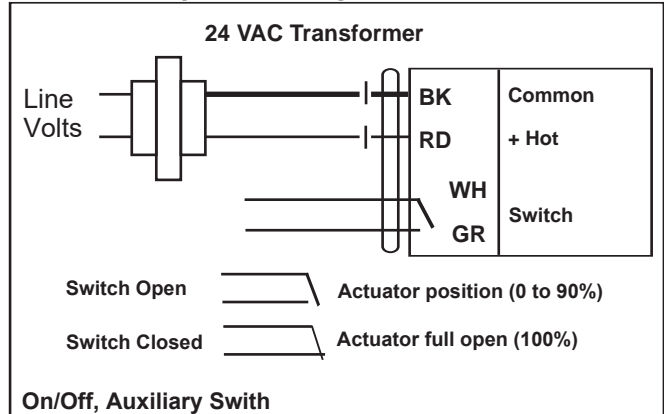 24 VAC Transformer
Line
Volts
BK Common
RD + Hot
WH
Switch
GR
Switch Open Actuator position (0 to 90%)
Switch Closed Actuator full open (100%)
On/Off, Auxiliary Swith